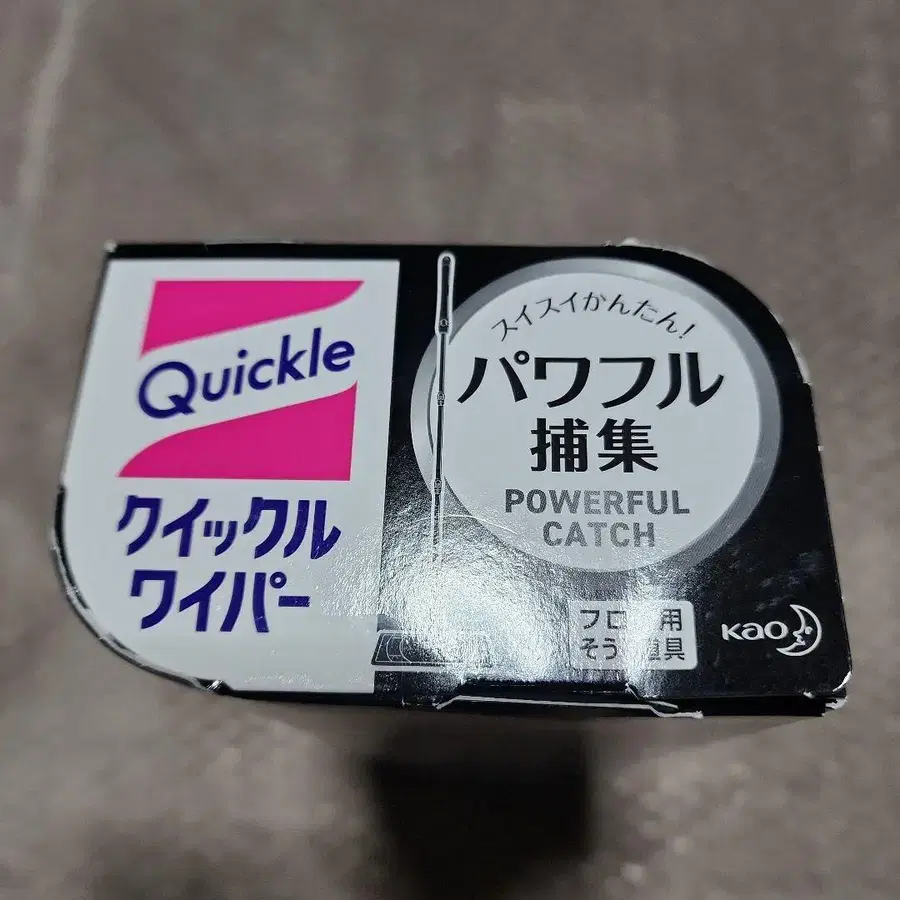 Quickle
クイックル
ワイパー
スイスイかんたん!
パワフル
捕集
POWERFUL
CATCH
フロ 用
そう 道具
Kao